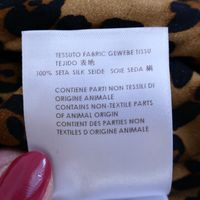 TESSUTO FABRIC GEWEBE TISSU
TEJIDO 表地
100% SETA SILK SEIDE SOIE SEDA 絹
CONTIENE PARTI NON TESSILI DI
ORIGINE ANIMALE
CONTAINS NON-TEXTILE PARTS
OF ANIMAL ORIGIN
CONTIENT DES PARTIES NON
TEXTILES D'ORIGINE ANIMALE